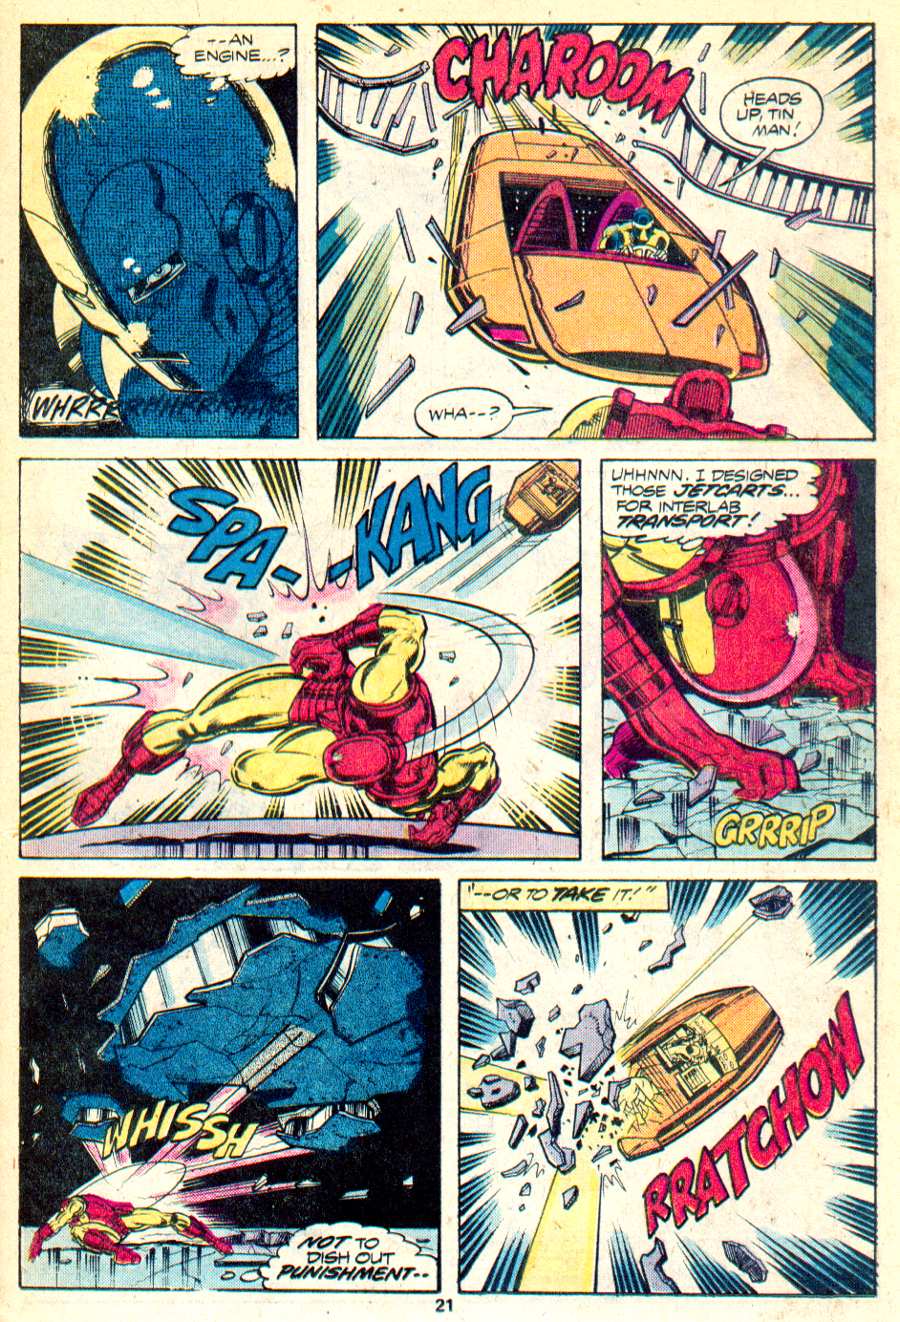 --AN
ENGINE...?
WHRRRRRHHRRRRHHRR
CHAROOM
HEADS
UP, TIN
MAN!
WHA--?
SPA-
-KANG
UHHNNN. I DESIGNED
THOSE JETCARTS...
FOR INTERLAB
TRANSPORT!
GRRRIP
WHISSH
NOT TO
DISH OUT
PUNISHMENT--
"--OR TO TAKE IT!"
RRATCHOW
21